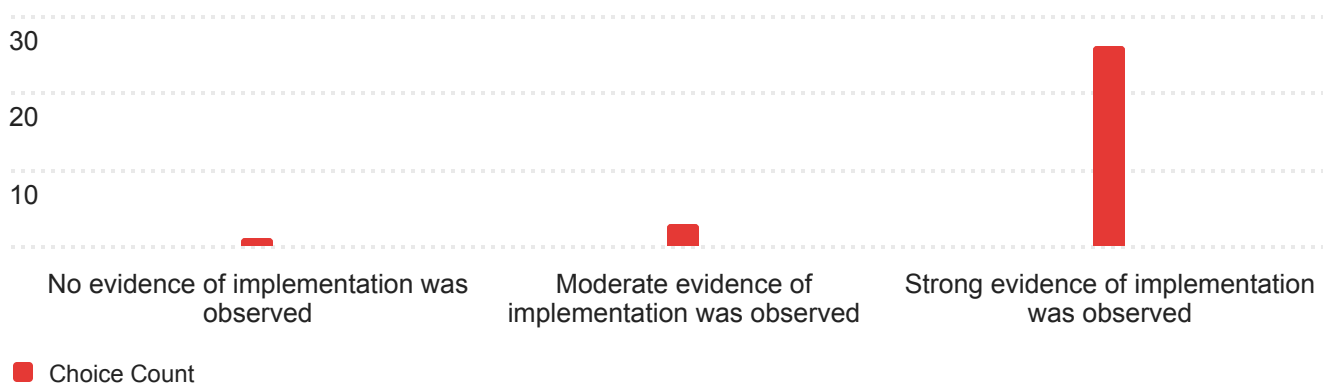 30
20
10
No evidence of implementation was
observed
Moderate evidence of
implementation was observed
Strong evidence of implementation
was observed
Choice Count